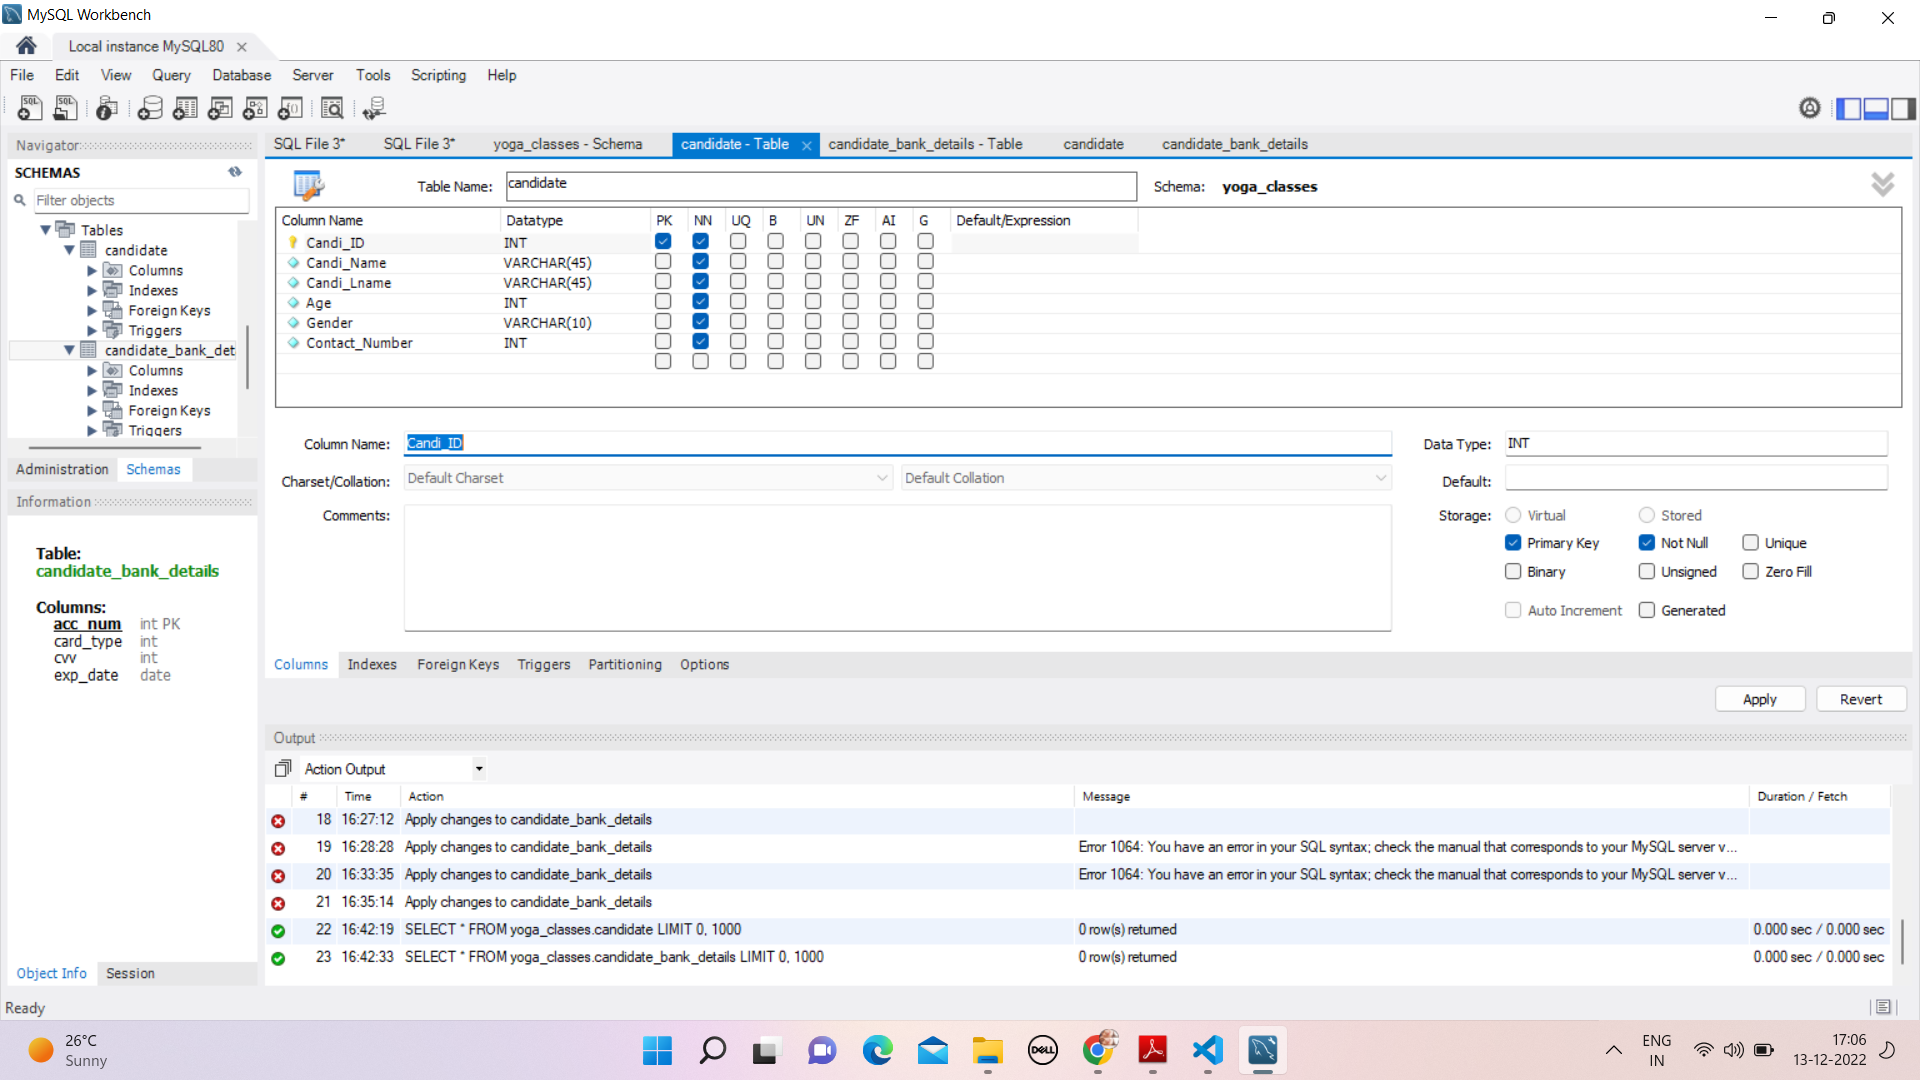 MySQL Workbench
Local instance MySQL80
File Edit View Query Database Server Tools Scripting Help
Navigator
SCHEMAS
Filter objects
Tables
candidate
Columns
Indexes
Foreign Keys
Triggers
candidate_bank_det
Columns
Indexes
Foreign Keys
Triggers
Administration Schemas
Information
Table:
candidate_bank_details
Columns:
acc_num int PK
card_type int
cvv int
exp_date date
Object Info Session
SQL File 3* SQL File 3* yoga_classes - Schema candidate - Table candidate_bank_details - Table candidate candidate_bank_details
Table Name: candidate Schema: yoga_classes
Column Name Datatype PK NN UQ B UN ZF AI G Default/Expression
Candi_ID INT
Candi_Name VARCHAR(45)
Candi_Lname VARCHAR(45)
Age INT
Gender VARCHAR(10)
Contact_Number INT
Column Name: Candi_ID Data Type: INT
Charset/Collation: Default Charset Default Collation Default:
Comments: Storage: Virtual Stored
Primary Key Not Null Unique
Binary Unsigned Zero Fill
Auto Increment Generated
Columns Indexes Foreign Keys Triggers Partitioning Options
Apply Revert
Output
Action Output
# Time Action Message Duration / Fetch
18 16:27:12 Apply changes to candidate_bank_details
19 16:28:28 Apply changes to candidate_bank_details Error 1064: You have an error in your SQL syntax; check the manual that corresponds to your MySQL server v...
20 16:33:35 Apply changes to candidate_bank_details Error 1064: You have an error in your SQL syntax; check the manual that corresponds to your MySQL server v...
21 16:35:14 Apply changes to candidate_bank_details
22 16:42:19 SELECT * FROM yoga_classes.candidate LIMIT 0, 1000 0 row(s) returned 0.000 sec / 0.000 sec
23 16:42:33 SELECT * FROM yoga_classes.candidate_bank_details LIMIT 0, 1000 0 row(s) returned 0.000 sec / 0.000 sec
Ready
26°C
Sunny
DELL
ENG
IN
17:06
13-12-2022